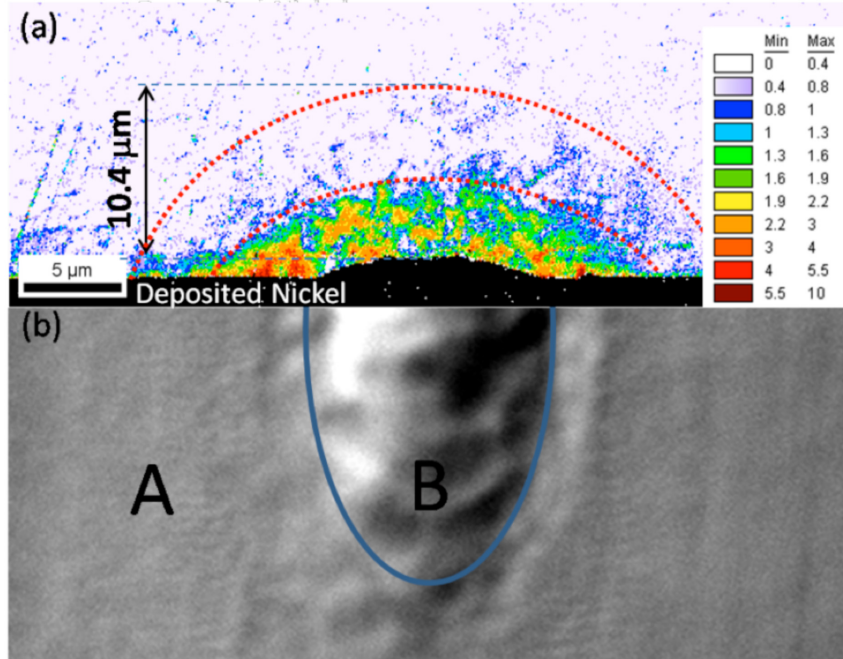 (a)
10.4 µm
5 µm
Deposited Nickel
Min Max
0 0.4
0.4 0.8
0.8 1
1 1.3
1.3 1.6
1.6 1.9
1.9 2.2
2.2 3
3 4
4 5.5
5.5 10
(b)
A
B